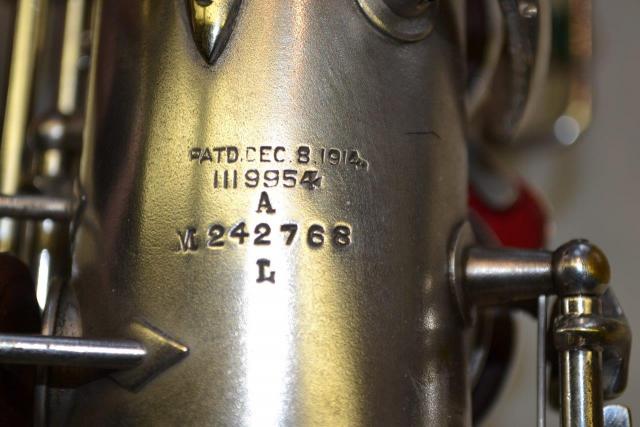 PATD. DEC. 8. 1914.
1119954
A
M 242768
L